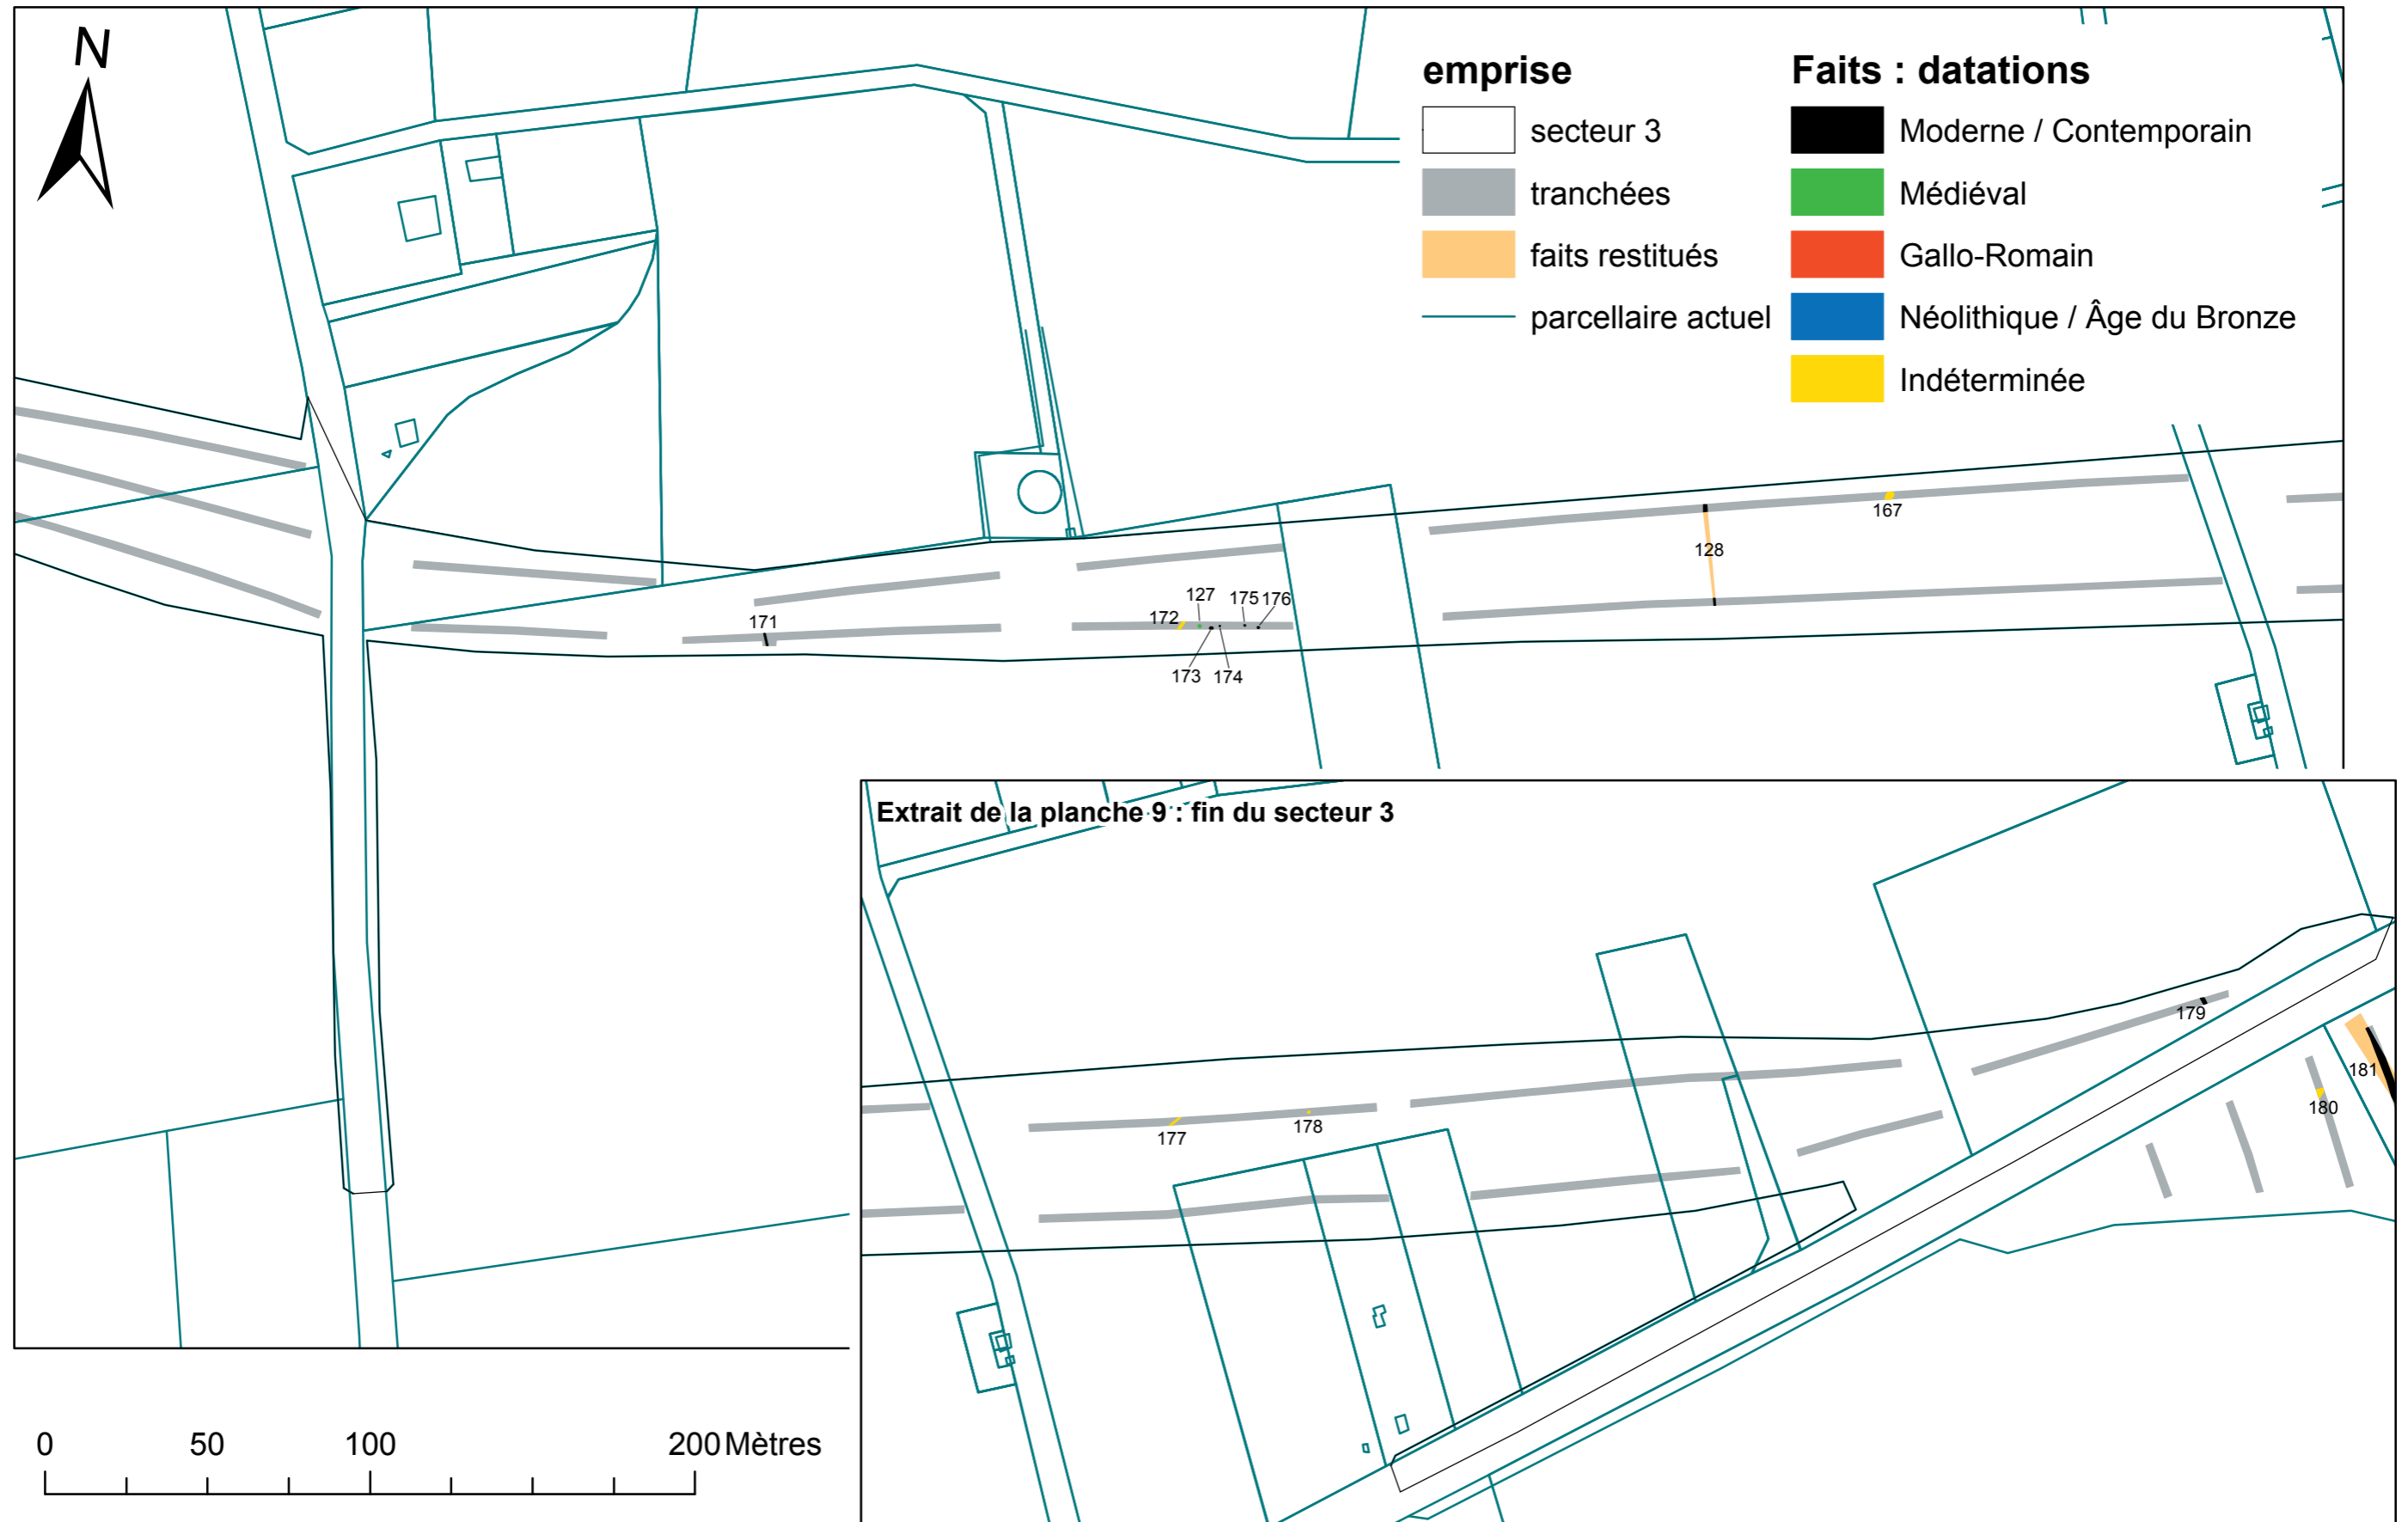 N
emprise
secteur 3
tranchées
faits restitués
parcellaire actuel
Faits : datations
Moderne / Contemporain
Médiéval
Gallo-Romain
Néolithique / Âge du Bronze
Indéterminée
167
128
127
175
176
172
171
173
174
Extrait de la planche 9 : fin du secteur 3
179
181
180
177
178
0 50 100 200 Mètres